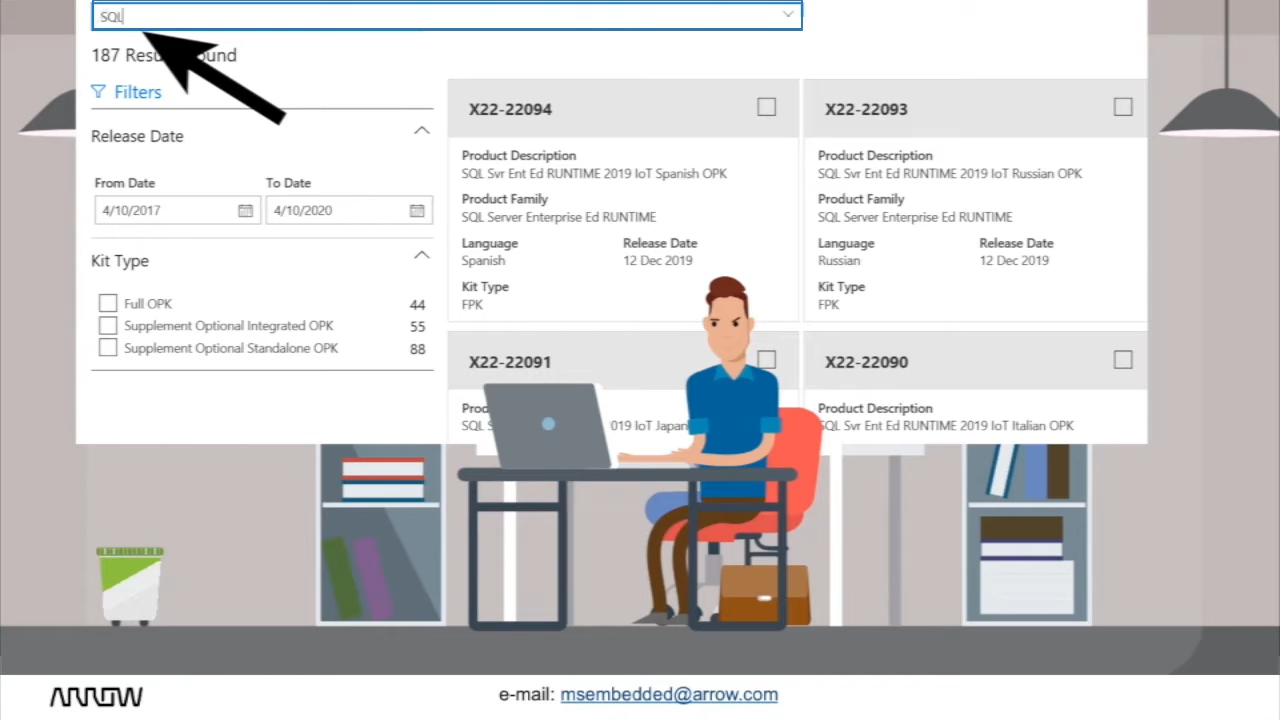 SQL
187 Results Found
Filters
Release Date
From Date To Date
4/10/2017 4/10/2020
Kit Type
Full OPK 44
Supplement Optional Integrated OPK 55
Supplement Optional Standalone OPK 88
X22-22094
Product Description
SQL Svr Ent Ed RUNTIME 2019 IoT Spanish OPK
Product Family
SQL Server Enterprise Ed RUNTIME
Language Release Date
Spanish 12 Dec 2019
Kit Type
FPK
X22-22093
Product Description
SQL Svr Ent Ed RUNTIME 2019 IoT Russian OPK
Product Family
SQL Server Enterprise Ed RUNTIME
Language Release Date
Russian 12 Dec 2019
Kit Type
FPK
X22-22091
019 IoT
X22-22090
Product Description
SQL Svr Ent Ed RUNTIME 2019 IoT Italian OPK
ARROW
e-mail: msembedded@arrow.com